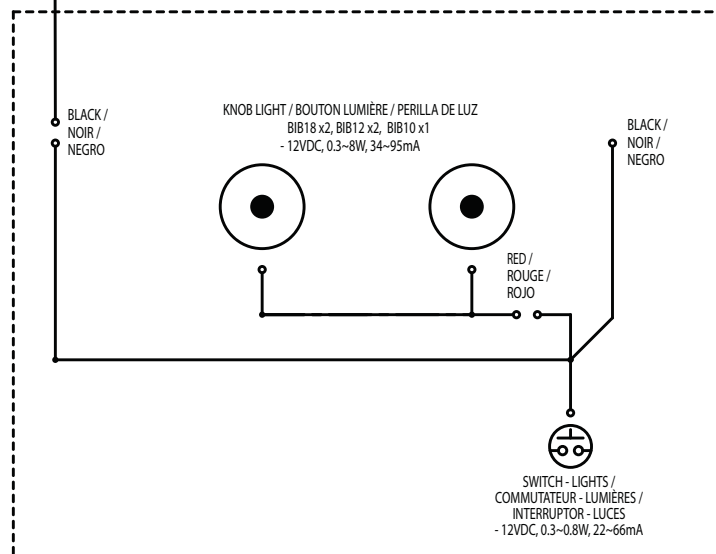 BLACK /
NOIR /
NEGRO
KNOB LIGHT / BOUTON LUMIÈRE / PERILLA DE LUZ
BIB18 x2, BIB12 x2, BIB10 x1
- 12VDC, 0.3~8W, 34~95mA
BLACK /
NOIR /
NEGRO
RED /
ROUGE /
ROJO
SWITCH - LIGHTS /
COMMUTATEUR - LUMIÈRES /
INTERRUPTOR - LUCES
- 12VDC, 0.3~0.8W, 22~66mA